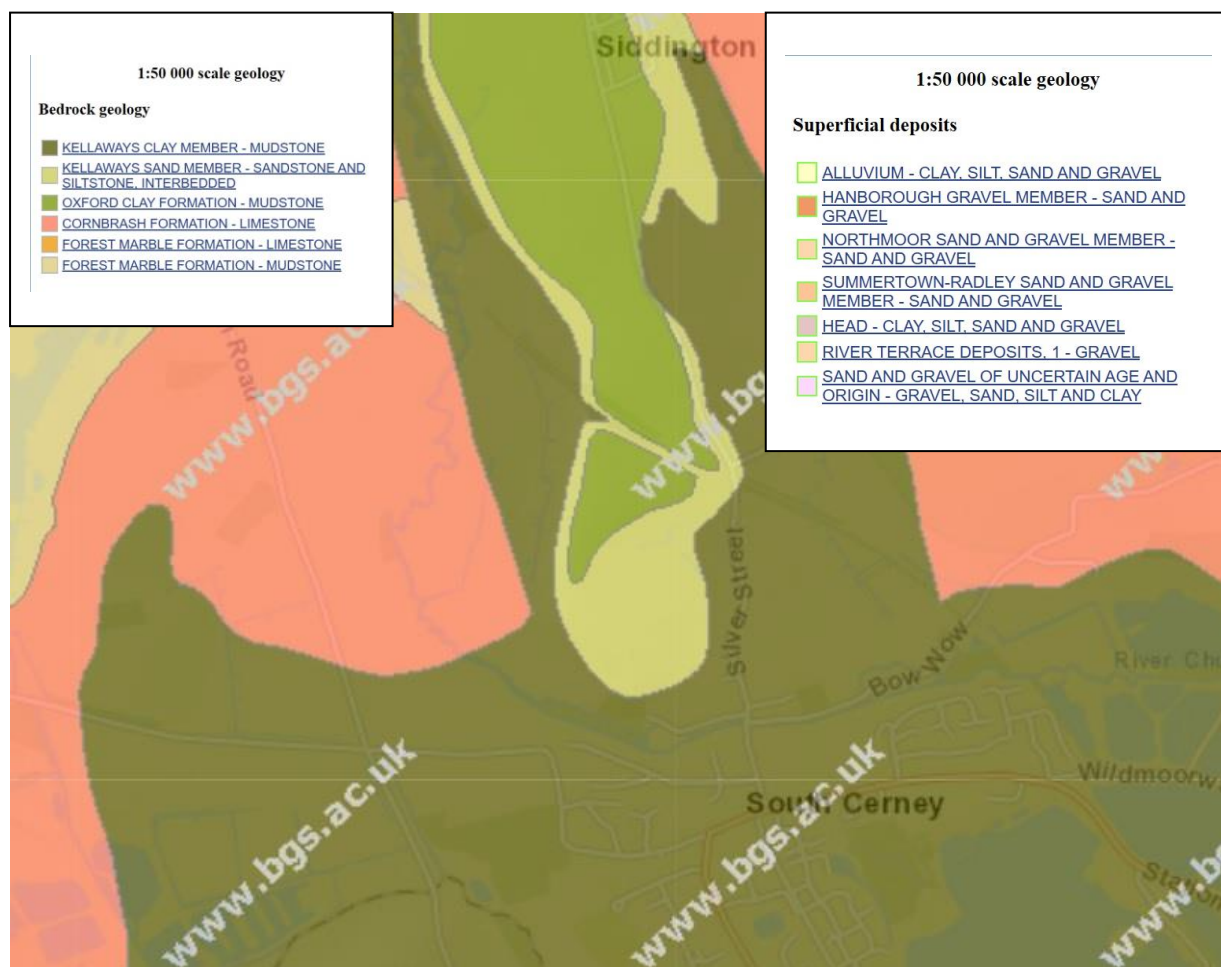 1:50 000 scale geology
Bedrock geology
KELLAWAYS CLAY MEMBER - MUDSTONE
KELLAWAYS SAND MEMBER - SANDSTONE AND
SILTSTONE, INTERBEDDED
OXFORD CLAY FORMATION - MUDSTONE
CORNBRASH FORMATION - LIMESTONE
FOREST MARBLE FORMATION - LIMESTONE
FOREST MARBLE FORMATION - MUDSTONE
1:50 000 scale geology
Superficial deposits
ALLUVIUM - CLAY, SILT, SAND AND GRAVEL
HANBOROUGH GRAVEL MEMBER - SAND AND
GRAVEL
NORTHMOOR SAND AND GRAVEL MEMBER -
SAND AND GRAVEL
SUMMERTOWN-RADLEY SAND AND GRAVEL
MEMBER - SAND AND GRAVEL
HEAD - CLAY, SILT, SAND AND GRAVEL
RIVER TERRACE DEPOSITS, 1 - GRAVEL
SAND AND GRAVEL OF UNCERTAIN AGE AND
ORIGIN - GRAVEL, SAND, SILT AND CLAY
Siddington
Road
www.bgs.a
www.bg
ww
Silver Street
Bow Wow
River
www.bgs.ac.uk
www.bgs.ac.uk
www.b
South Cerney